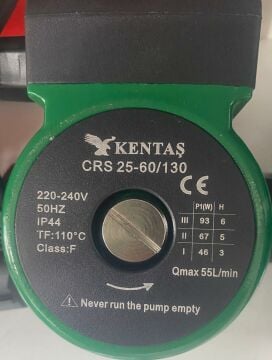 KENTAŞ
CRS 25-60/130
CE
220-240V
50HZ
IP44
TF:110°C
Class:F
P1(W) H
III 93 6
II 67 5
I 46 3
Qmax 55L/min
Never run the pump empty